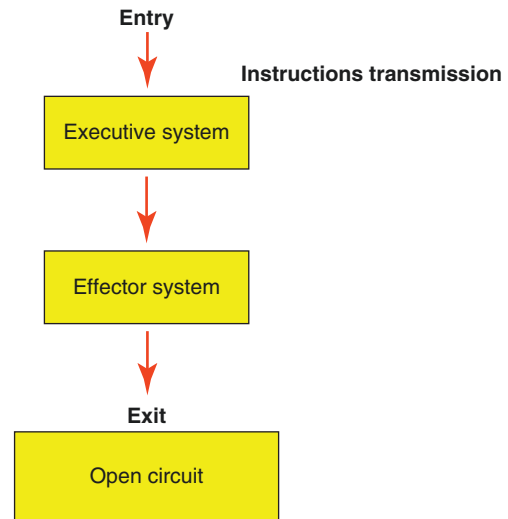 Entry
Instructions transmission
Executive system
Effector system
Exit
Open circuit